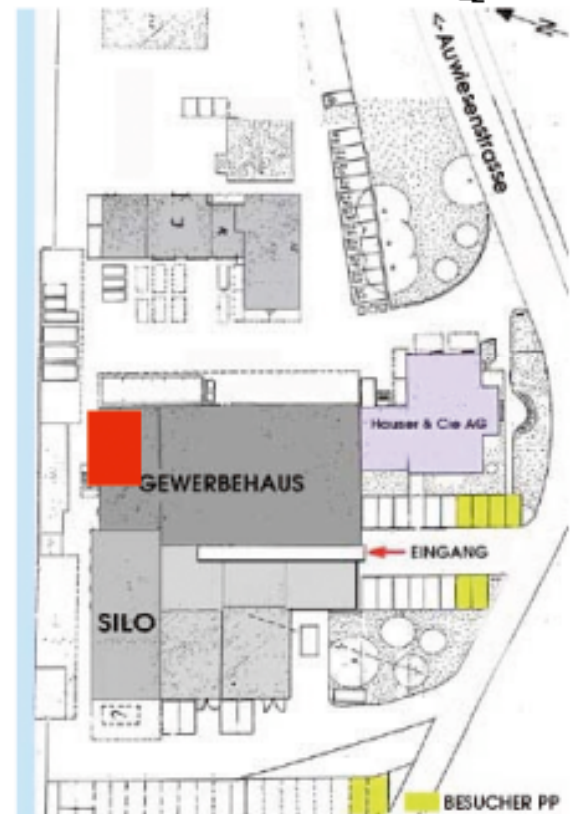 <-Auwiesenstrasse
Hauser & Cie AG
GEWERBEHAUS
EINGANG
SILO
?
BESUCHER PP